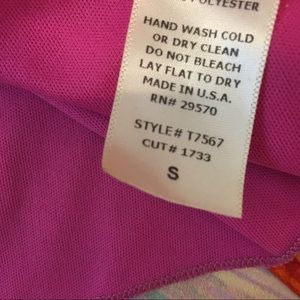 POLYESTER
HAND WASH COLD
OR DRY CLEAN
DO NOT BLEACH
LAY FLAT TO DRY
MADE IN U.S.A.
RN# 29570
STYLE# T7567
CUT# 1733
S